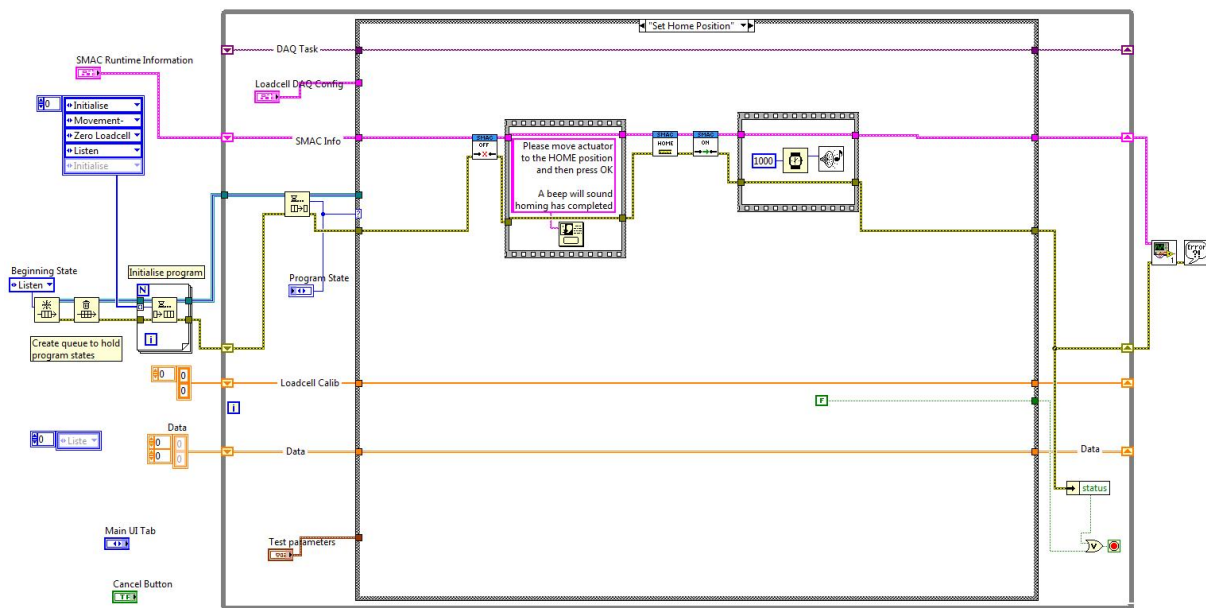 "Set Home Position"
DAQ Task
SMAC Runtime Information
Loadcell DAQ Config
0
Initialise
Movement-
Zero Loadcell
Listen
Initialise
SMAC Info
SMAC
OFF
Please move actuator
to the HOME position
and then press OK
A beep will sound
homing has completed
SMAC
HOME
SMAC
ON
1000
?
Beginning State
Listen
Initialise program
N
i
Program State
Create queue to hold
program states
1
Error
?!
0
0
0
Loadcell Calib
i
F
0
Liste
Data
0
0
0
0
Data
Data
status
V
Main UI Tab
Test parameters
Cancel Button
TF